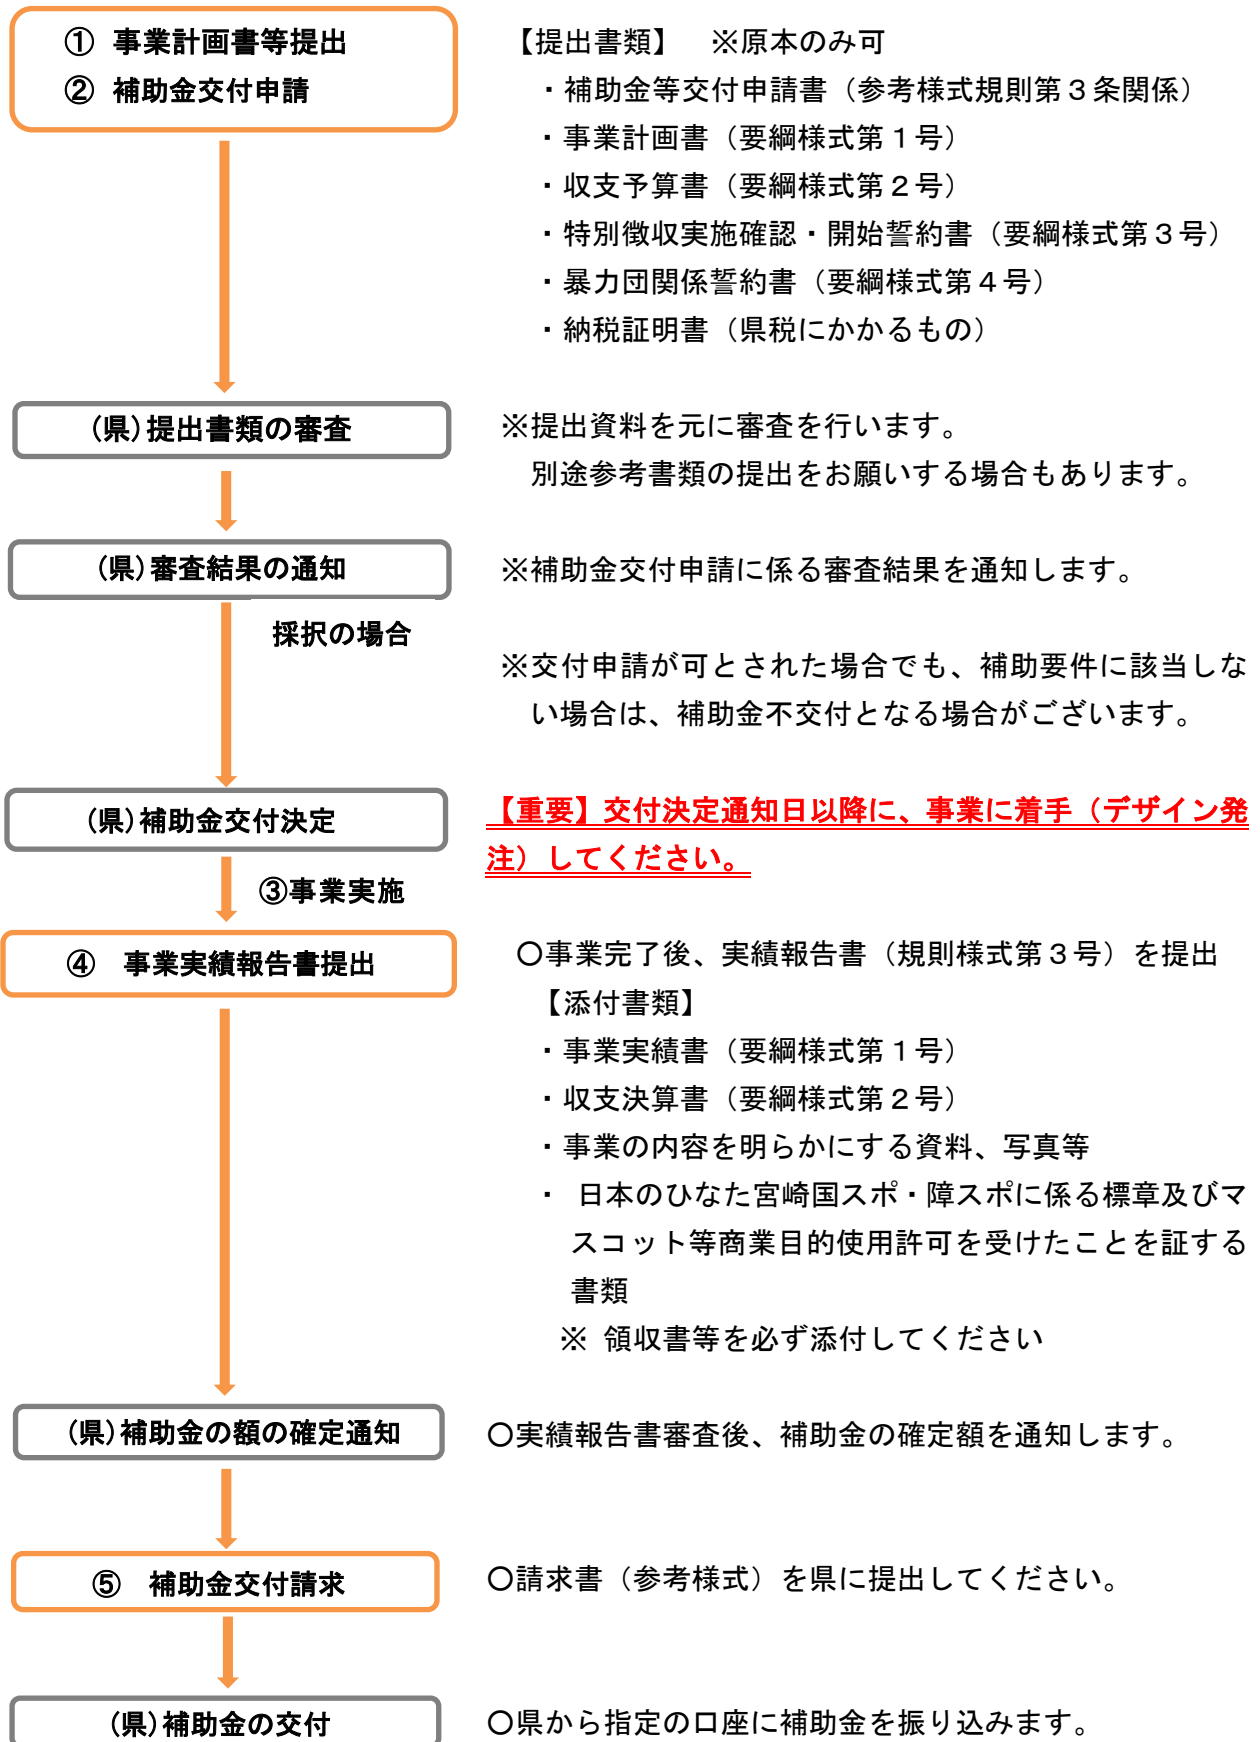 ① 事業計画書等提出
② 補助金交付申請
【提出書類】　※原本のみ可
・補助金等交付申請書（参考様式規則第３条関係）
・事業計画書（要綱様式第１号）
・収支予算書（要綱様式第２号）
・特別徴収実施確認・開始誓約書（要綱様式第３号）
・暴力団関係誓約書（要綱様式第４号）
・納税証明書（県税にかかるもの）
(県)提出書類の審査
※提出資料を元に審査を行います。
別途参考書類の提出をお願いする場合もあります。
(県)審査結果の通知
※補助金交付申請に係る審査結果を通知します。
採択の場合
※交付申請が可とされた場合でも、補助要件に該当しな
い場合は、補助金不交付となる場合がございます。
(県)補助金交付決定
【重要】交付決定通知日以降に、事業に着手（デザイン発
注）してください。
③事業実施
④　事業実績報告書提出
〇事業完了後、実績報告書（規則様式第３号）を提出
【添付書類】
・事業実績書（要綱様式第１号）
・収支決算書（要綱様式第２号）
・事業の内容を明らかにする資料、写真等
・ 日本のひなた宮崎国スポ・障スポに係る標章及びマ
スコット等商業目的使用許可を受けたことを証する
書類
※ 領収書等を必ず添付してください
(県)補助金の額の確定通知
〇実績報告書審査後、補助金の確定額を通知します。
⑤　補助金交付請求
〇請求書（参考様式）を県に提出してください。
(県)補助金の交付
〇県から指定の口座に補助金を振り込みます。